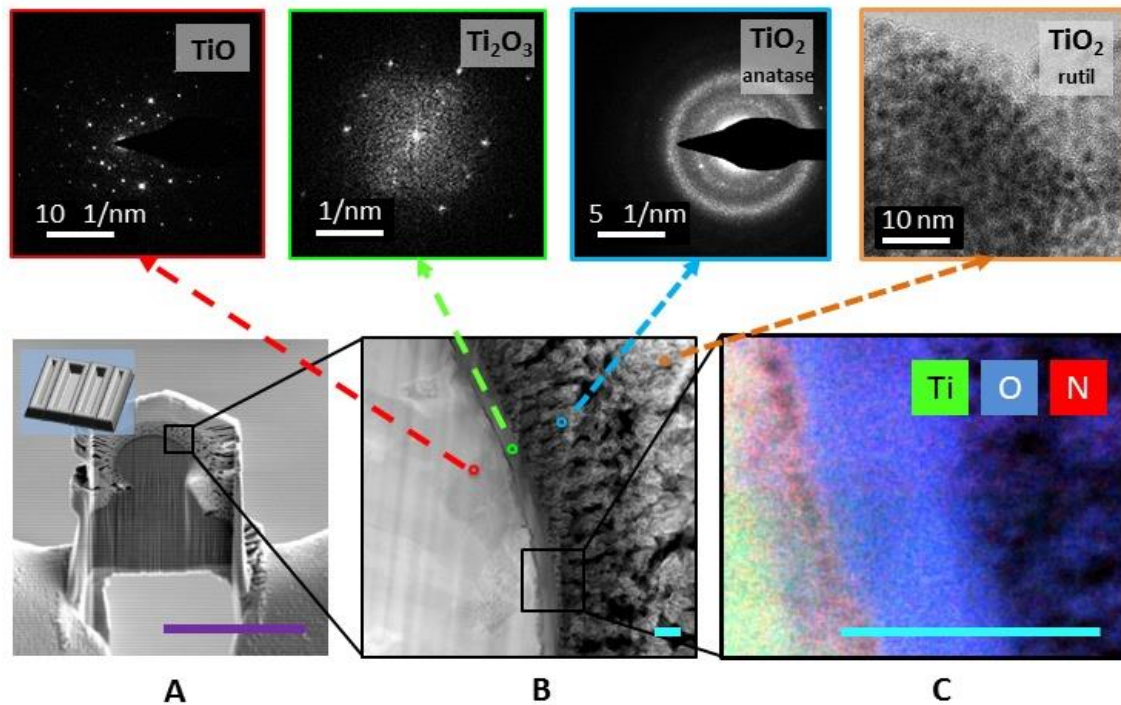 TiO
10 1/nm
Ti₂O₃
1/nm
TiO₂
anatase
5 1/nm
TiO₂
rutil
10 nm
Ti O N
A B C